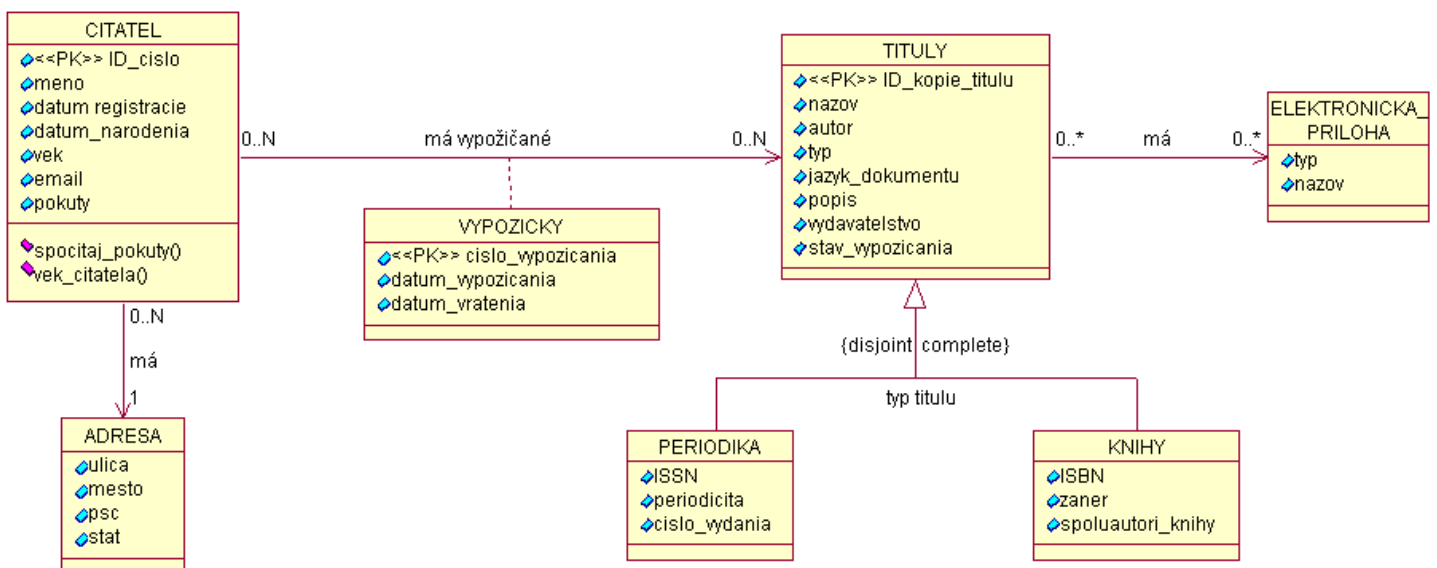 CITATEL
<<PK>> ID_cislo
meno
datum registracie
datum_narodenia
vek
email
pokuty
spocitaj_pokuty()
vek_citatela()
0..N
má vypožičané
0..N
VYPOZICKY
<<PK>> cislo_vypozicania
datum_vypozicania
datum_vratenia
TITULY
<<PK>> ID_kopie_titulu
nazov
autor
typ
jazyk_dokumentu
popis
vydavatelstvo
stav_vypozicania
0..*
má
0..*
ELEKTRONICKA_
PRILOHA
typ
nazov
0..N
má
1
ADRESA
ulica
mesto
psc
stat
{disjoint, complete}
typ titulu
PERIODIKA
ISSN
periodicita
cislo_vydania
KNIHY
ISBN
zaner
spoluautori_knihy